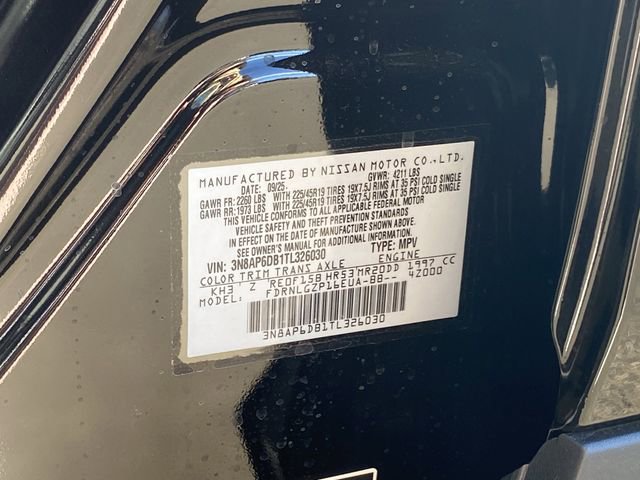 MANUFACTURED BY NISSAN MOTOR CO.,LTD.
DATE: 09/25 GVWR: 4211 LBS
GAWR FR: 2260 LBS WITH 225/45R19 TIRES 19X7.5J RIMS AT 35 PSI COLD SINGLE
GAWR RR: 1973 LBS WITH 225/45R19 TIRES 19X7.5J RIMS AT 35 PSI COLD SINGLE
THIS VEHICLE CONFORMS TO ALL APPLICABLE FEDERAL MOTOR
VEHICLE SAFETY AND THEFT PREVENTION STANDARDS
IN EFFECT ON THE DATE OF MANUFACTURE SHOWN ABOVE.
SEE OWNER'S MANUAL FOR ADDITIONAL INFORMATION.
VIN: 3N8AP6DB1TL326030 TYPE: MPV
COLOR TRIM TRANS AXLE ENGINE
KH3 Z RE0F15B HR53 MR20DD 1997 CC
MODEL: FDRNLGZP16EUA-BB-- 4Z000
3N8AP6DB1TL326030